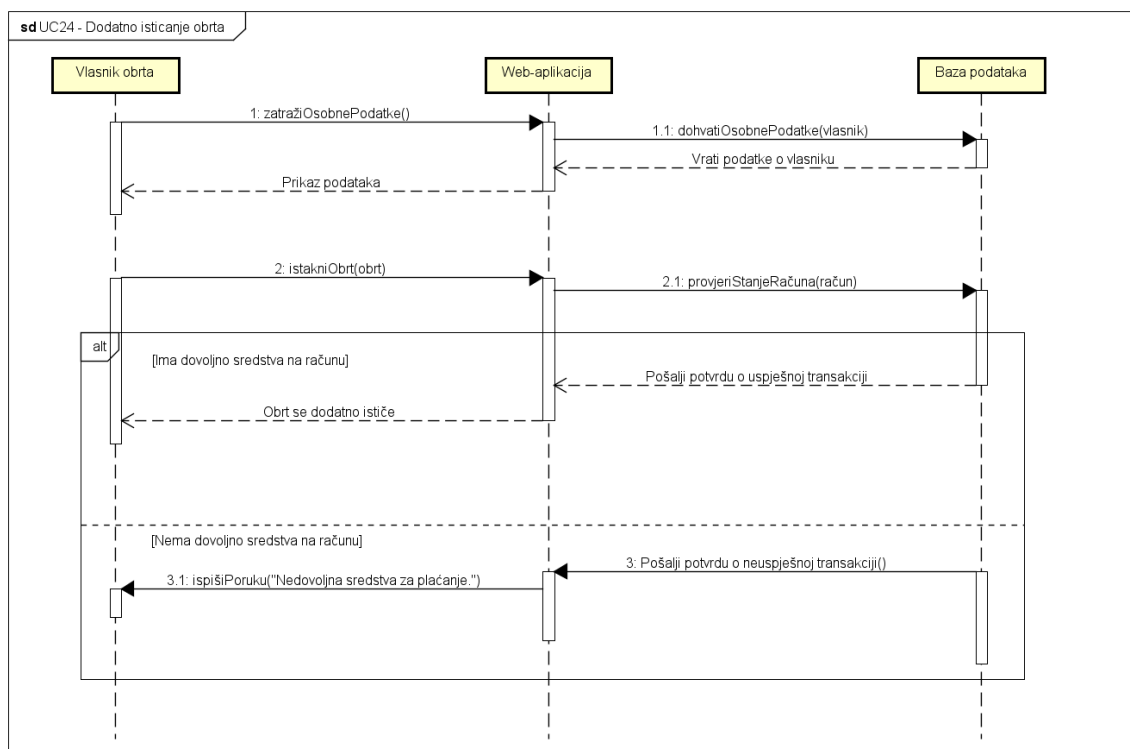 sd UC24 - Dodatno isticanje obrta
Vlasnik obrta
Web-aplikacija
Baza podataka
1: zatražiOsobnePodatke()
1.1: dohvatiOsobnePodatke(vlasnik)
Vrati podatke o vlasniku
Prikaz podataka
2: istakniObrt(obrt)
2.1: provjeriStanjeRačuna(račun)
alt
[Ima dovoljno sredstva na računu]
Pošalji potvrdu o uspješnoj transakciji
Obrt se dodatno ističe
[Nema dovoljno sredstva na računu]
3: Pošalji potvrdu o neuspješnoj transakciji()
3.1: ispišiPoruku("Nedovoljna sredstva za plaćanje.")